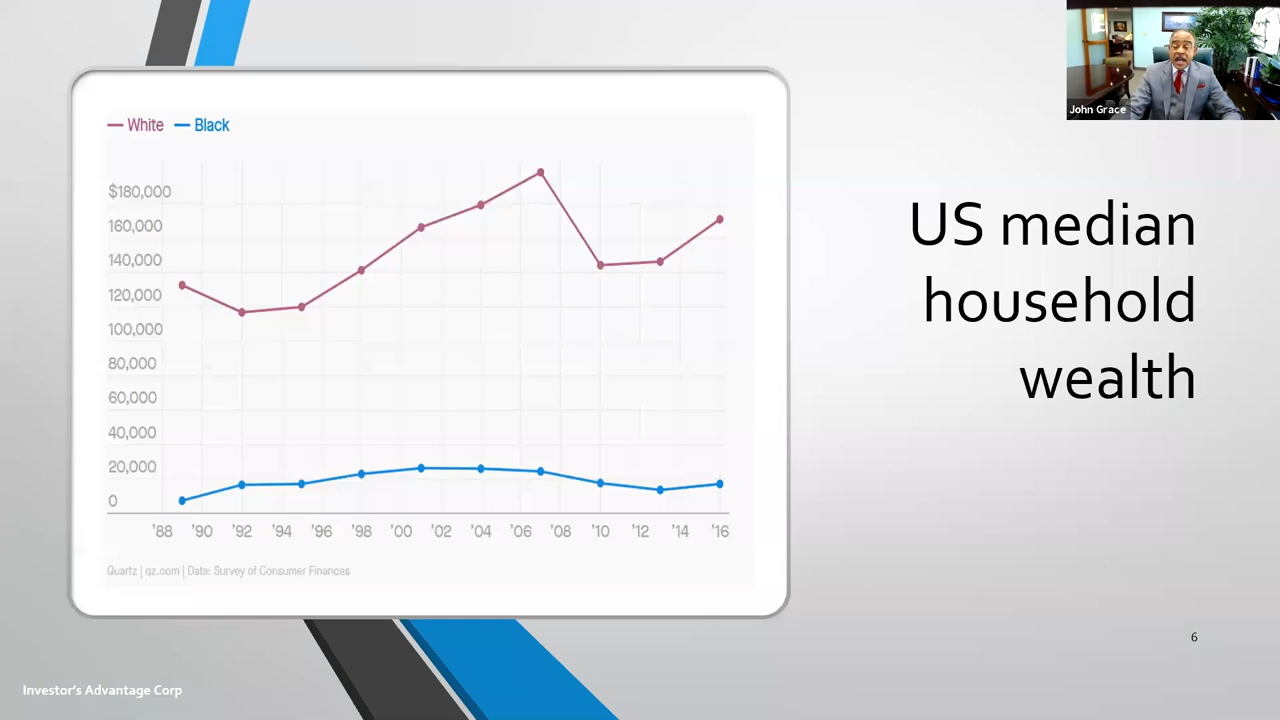 John Grace
White Black
$180,000
160,000
140,000
120,000
100,000
80,000
60,000
40,000
20,000
0
'88 '90 '92 '94 '96 '98 '00 '02 '04 '06 '08 '10 '12 '14 '16
Quartz | qz.com | Data: Survey of Consumer Finances
US median
household
wealth
6
Investor's Advantage Corp